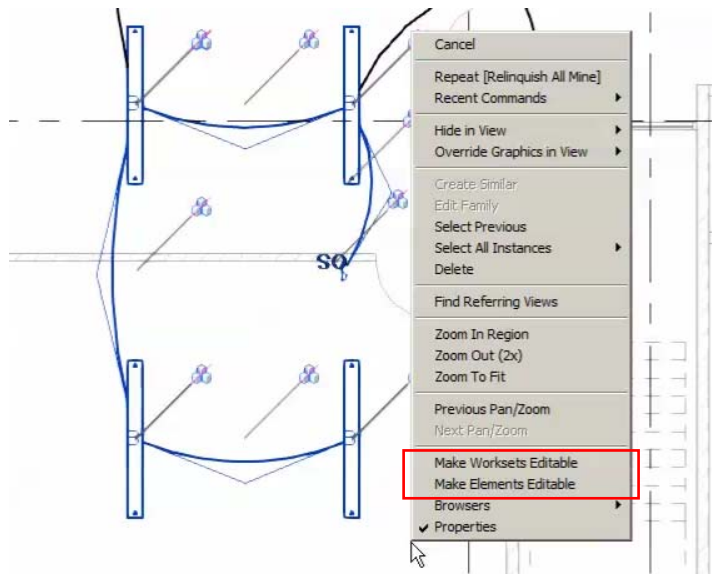 Cancel
Repeat [Relinquish All Mine]
Recent Commands
Hide in View
Override Graphics in View
Create Similar
Edit Family
Select Previous
Select All Instances
Delete
Find Referring Views
Zoom In Region
Zoom Out (2x)
Zoom To Fit
Previous Pan/Zoom
Next Pan/Zoom
Make Worksets Editable
Make Elements Editable
Browsers
Properties